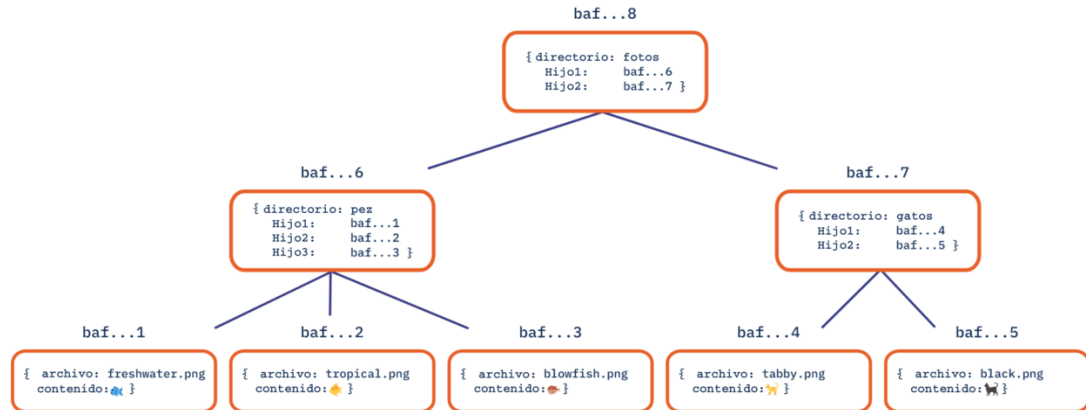 baf...8
{ directorio: fotos
Hijo1: baf...6
Hijo2: baf...7 }
baf...6
{ directorio: pez
Hijo1: baf...1
Hijo2: baf...2
Hijo3: baf...3 }
baf...7
{ directorio: gatos
Hijo1: baf...4
Hijo2: baf...5 }
baf...1
{ archivo: freshwater.png
contenido:🐟}
baf...2
{ archivo: tropical.png
contenido:🐠}
baf...3
{ archivo: blowfish.png
contenido:🐡}
baf...4
{ archivo: tabby.png
contenido:🐈}
baf...5
{ archivo: black.png
contenido:🐈‍⬛}